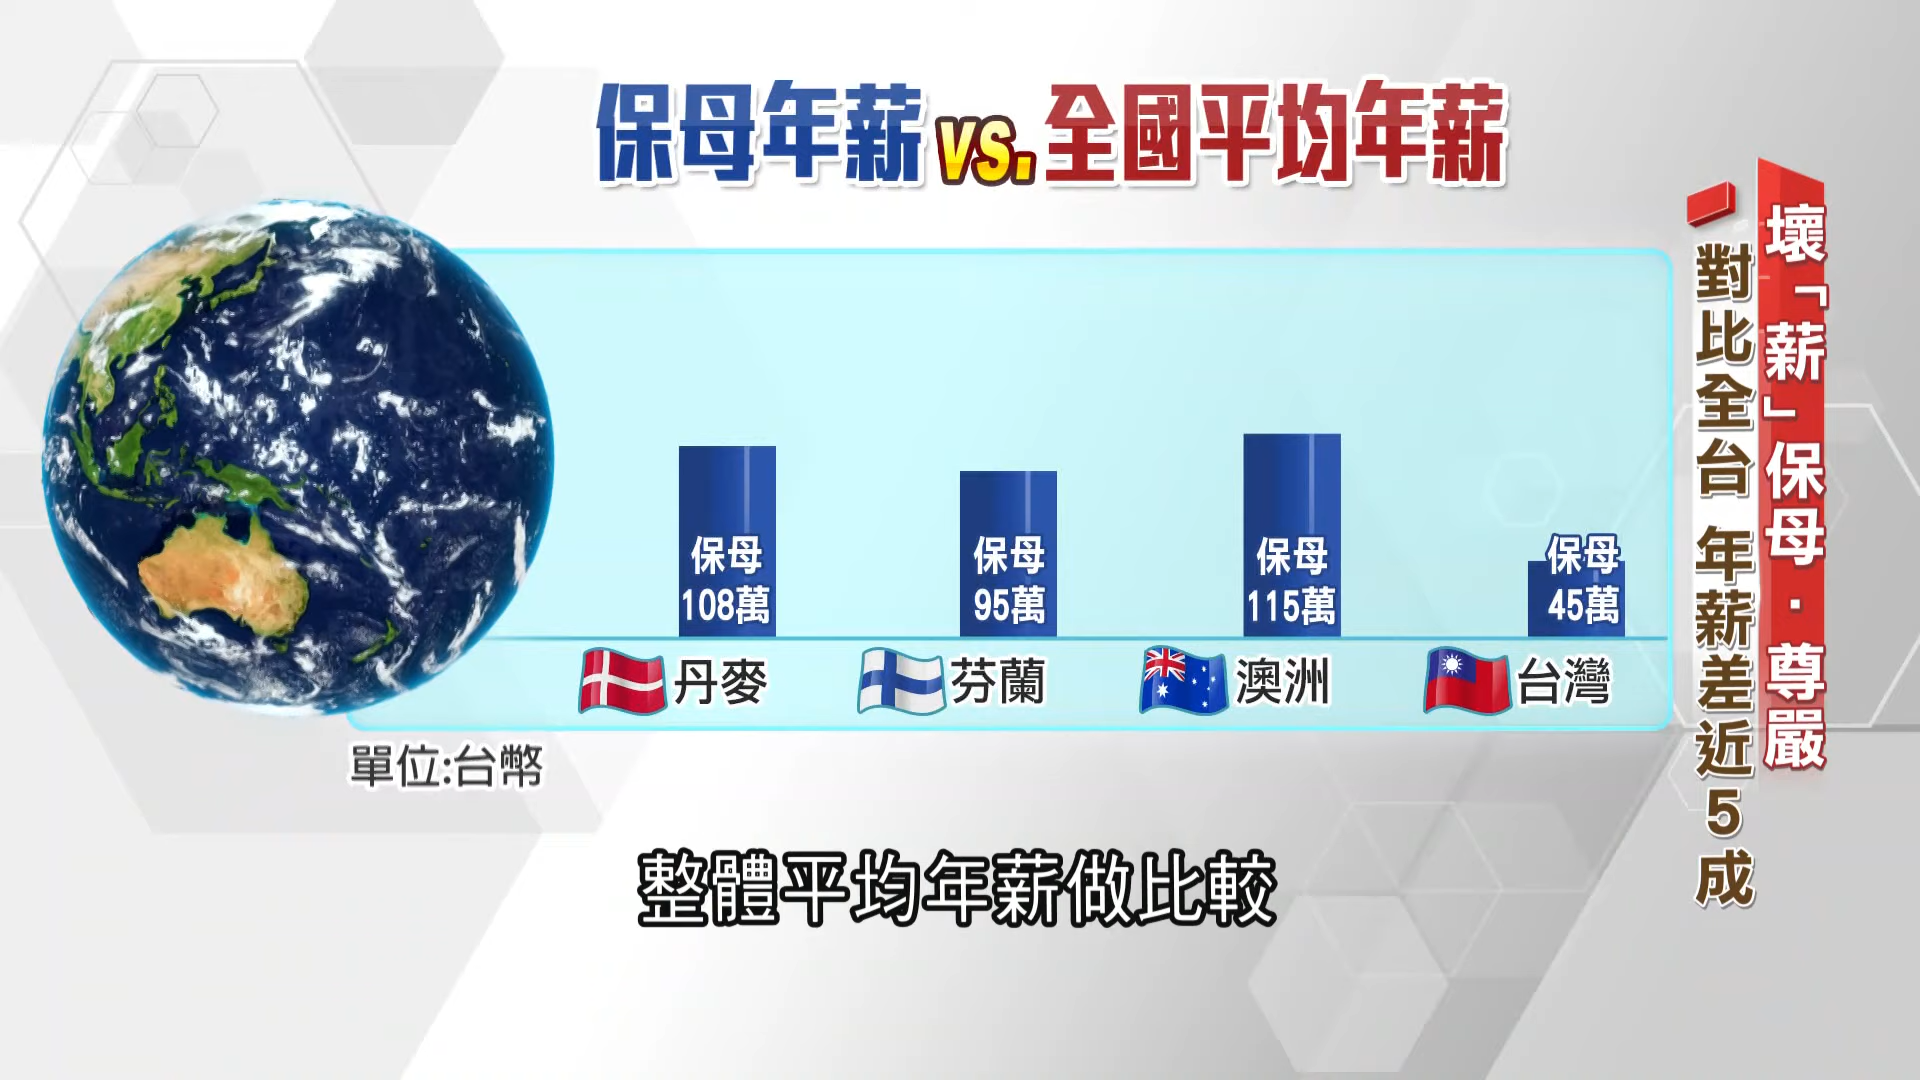 保母年薪 vs. 全國平均年薪
保母
108萬
保母
95萬
保母
115萬
保母
45萬
丹麥
芬蘭
澳洲
台灣
單位:台幣
壞「薪」保母・尊嚴
對比全台 年薪差近5成
整體平均年薪做比較